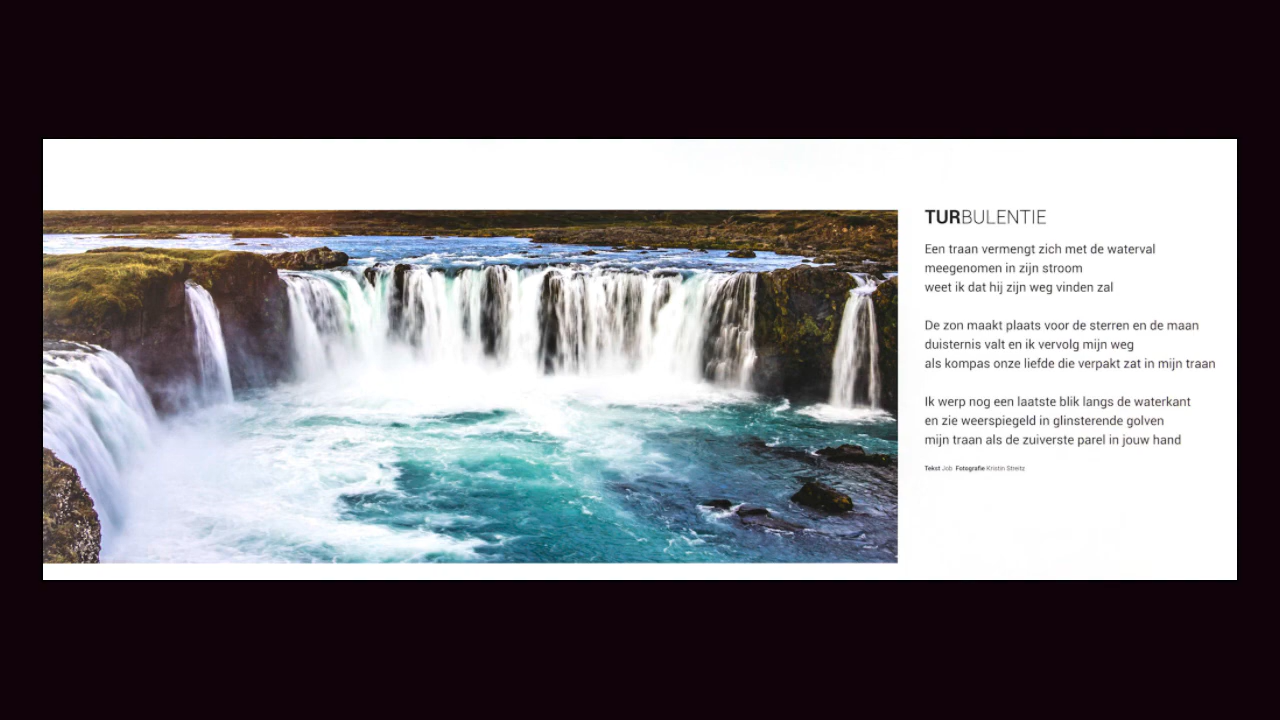 TURBULENTIE
Een traan vermengt zich met de waterval
meegenomen in zijn stroom
weet ik dat hij zijn weg vinden zal
De zon maakt plaats voor de sterren en de maan
duisternis valt en ik vervolg mijn weg
als kompas onze liefde die verpakt zat in mijn traan
Ik werp nog een laatste blik langs de waterkant
en zie weerspiegeld in glinsterende golven
mijn traan als de zuiverste parel in jouw hand
Tekst Job Fotografie Kristin Streitz